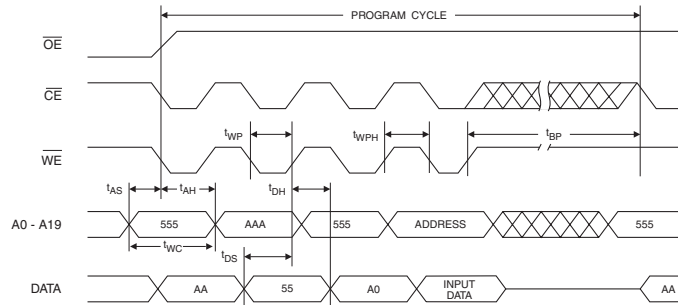 PROGRAM CYCLE
OE
CE
tWP tWPH tBP
WE
tAS tAH tDH
A0 - A19 555 AAA 555 ADDRESS 555
tWC
tDS
DATA AA 55 A0 INPUT DATA AA